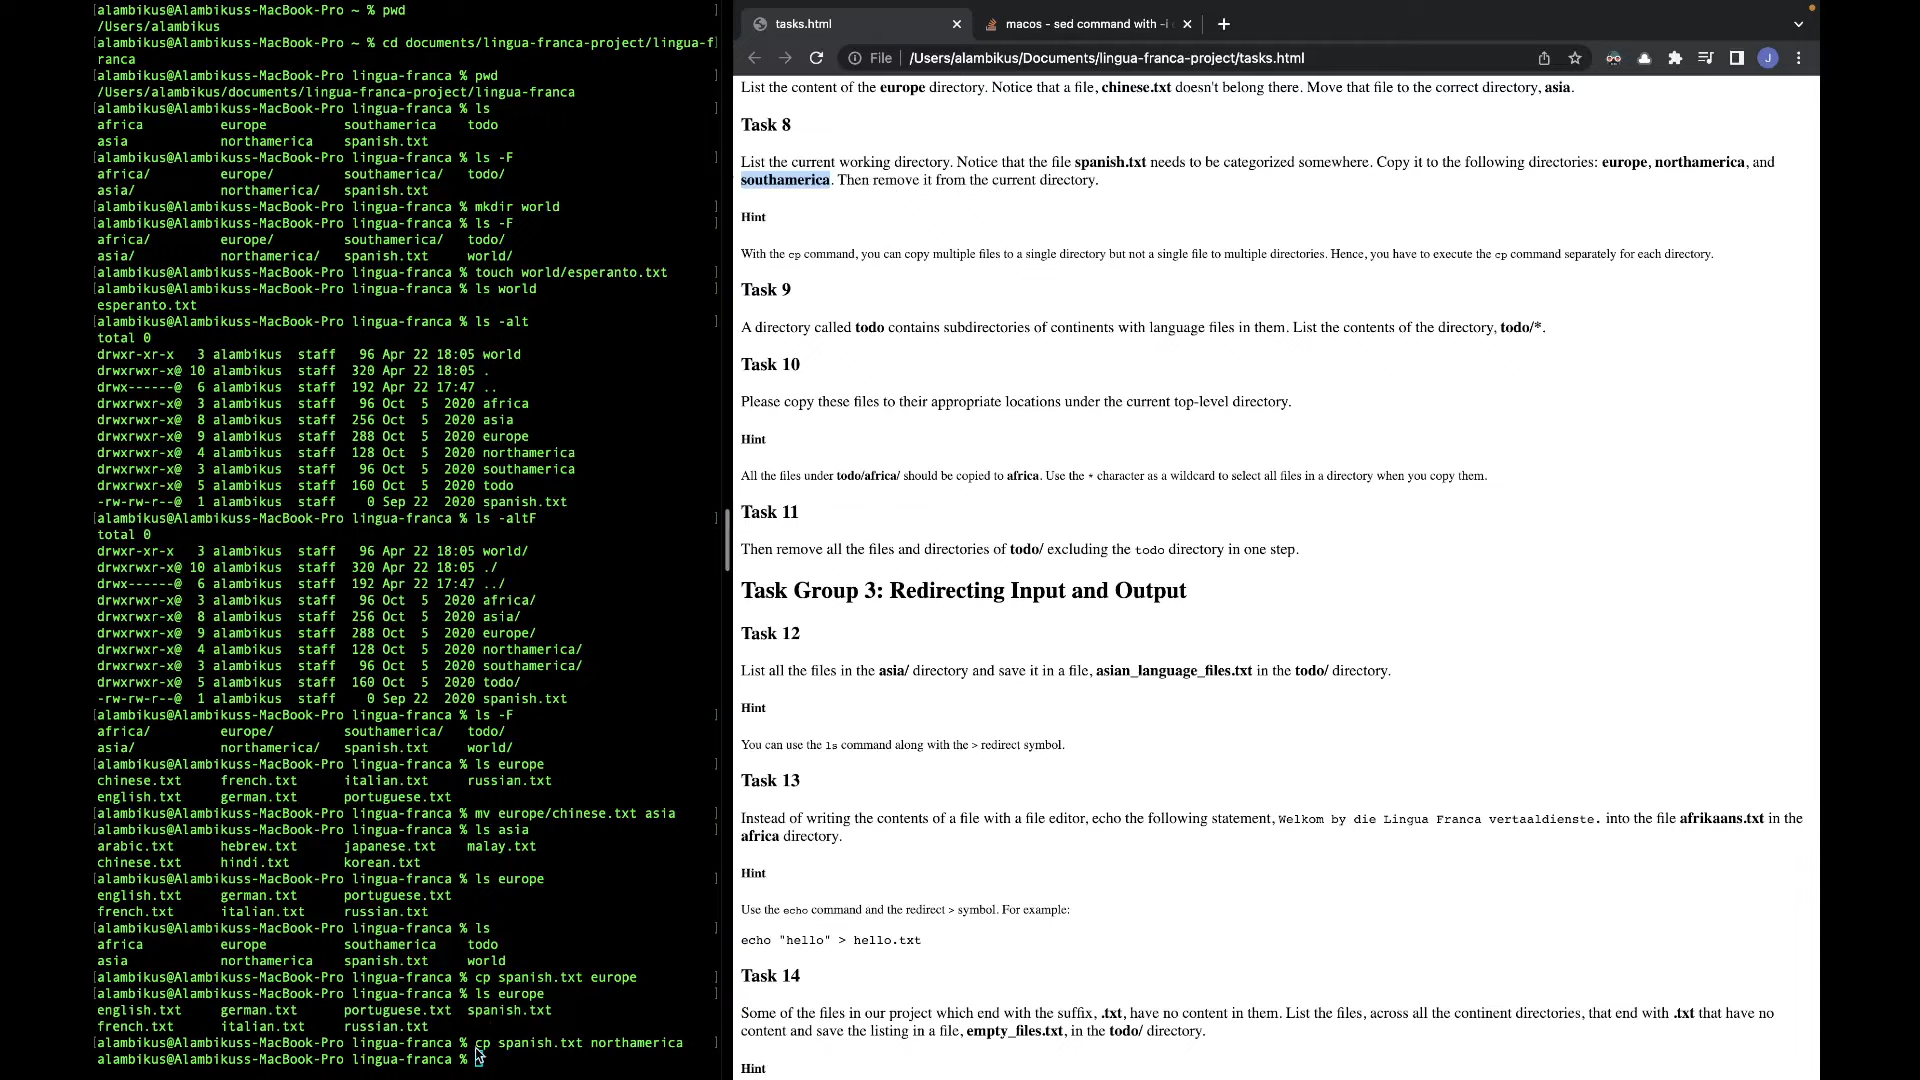 alambikus@Alambikuss-MacBook-Pro ~ % pwd
/Users/alambikus
alambikus@Alambikuss-MacBook-Pro ~ % cd documents/lingua-franca-project/lingua-f
ranca
alambikus@Alambikuss-MacBook-Pro lingua-franca % pwd
/Users/alambikus/documents/lingua-franca-project/lingua-franca
alambikus@Alambikuss-MacBook-Pro lingua-franca % ls
africa europe southamerica todo
asia northamerica spanish.txt
alambikus@Alambikuss-MacBook-Pro lingua-franca % ls -F
africa/ europe/ southamerica/ todo/
asia/ northamerica/ spanish.txt
alambikus@Alambikuss-MacBook-Pro lingua-franca % mkdir world
alambikus@Alambikuss-MacBook-Pro lingua-franca % ls -F
africa/ europe/ southamerica/ todo/
asia/ northamerica/ spanish.txt world/
alambikus@Alambikuss-MacBook-Pro lingua-franca % touch world/esperanto.txt
alambikus@Alambikuss-MacBook-Pro lingua-franca % ls world
esperanto.txt
alambikus@Alambikuss-MacBook-Pro lingua-franca % ls -alt
total 0
drwxr-xr-x 3 alambikus staff 96 Apr 22 18:05 world
drwxrwxr-x@ 10 alambikus staff 320 Apr 22 18:05 .
drwx------@ 6 alambikus staff 192 Apr 22 17:47 ..
drwxrwxr-x@ 3 alambikus staff 96 Oct 5 2020 africa
drwxrwxr-x@ 8 alambikus staff 256 Oct 5 2020 asia
drwxrwxr-x@ 9 alambikus staff 288 Oct 5 2020 europe
drwxrwxr-x@ 4 alambikus staff 128 Oct 5 2020 northamerica
drwxrwxr-x@ 3 alambikus staff 96 Oct 5 2020 southamerica
drwxrwxr-x@ 5 alambikus staff 160 Oct 5 2020 todo
-rw-rw-r--@ 1 alambikus staff 0 Sep 22 2020 spanish.txt
alambikus@Alambikuss-MacBook-Pro lingua-franca % ls -altF
total 0
drwxr-xr-x 3 alambikus staff 96 Apr 22 18:05 world/
drwxrwxr-x@ 10 alambikus staff 320 Apr 22 18:05 ./
drwx------@ 6 alambikus staff 192 Apr 22 17:47 ../
drwxrwxr-x@ 3 alambikus staff 96 Oct 5 2020 africa/
drwxrwxr-x@ 8 alambikus staff 256 Oct 5 2020 asia/
drwxrwxr-x@ 9 alambikus staff 288 Oct 5 2020 europe/
drwxrwxr-x@ 4 alambikus staff 128 Oct 5 2020 northamerica/
drwxrwxr-x@ 3 alambikus staff 96 Oct 5 2020 southamerica/
drwxrwxr-x@ 5 alambikus staff 160 Oct 5 2020 todo/
-rw-rw-r--@ 1 alambikus staff 0 Sep 22 2020 spanish.txt
alambikus@Alambikuss-MacBook-Pro lingua-franca % ls -F
africa/ europe/ southamerica/ todo/
asia/ northamerica/ spanish.txt world/
alambikus@Alambikuss-MacBook-Pro lingua-franca % ls europe
chinese.txt french.txt italian.txt russian.txt
english.txt german.txt portuguese.txt
alambikus@Alambikuss-MacBook-Pro lingua-franca % mv europe/chinese.txt asia
alambikus@Alambikuss-MacBook-Pro lingua-franca % ls asia
arabic.txt hebrew.txt japanese.txt malay.txt
chinese.txt hindi.txt korean.txt
alambikus@Alambikuss-MacBook-Pro lingua-franca % ls europe
english.txt german.txt portuguese.txt
french.txt italian.txt russian.txt
alambikus@Alambikuss-MacBook-Pro lingua-franca % ls
africa europe southamerica todo
asia northamerica spanish.txt world
alambikus@Alambikuss-MacBook-Pro lingua-franca % cp spanish.txt europe
alambikus@Alambikuss-MacBook-Pro lingua-franca % ls europe
english.txt german.txt portuguese.txt spanish.txt
french.txt italian.txt russian.txt
alambikus@Alambikuss-MacBook-Pro lingua-franca % cp spanish.txt northamerica
alambikus@Alambikuss-MacBook-Pro lingua-franca %
tasks.html
macos - sed command with -i
File /Users/alambikus/Documents/lingua-franca-project/tasks.html
J
List the content of the europe directory. Notice that a file, chinese.txt doesn't belong there. Move that file to the correct directory, asia.
Task 8
List the current working directory. Notice that the file spanish.txt needs to be categorized somewhere. Copy it to the following directories: europe, northamerica, and
southamerica. Then remove it from the current directory.
Hint
With the cp command, you can copy multiple files to a single directory but not a single file to multiple directories. Hence, you have to execute the cp command separately for each directory.
Task 9
A directory called todo contains subdirectories of continents with language files in them. List the contents of the directory, todo/*.
Task 10
Please copy these files to their appropriate locations under the current top-level directory.
Hint
All the files under todo/africa/ should be copied to africa. Use the * character as a wildcard to select all files in a directory when you copy them.
Task 11
Then remove all the files and directories of todo/ excluding the todo directory in one step.
Task Group 3: Redirecting Input and Output
Task 12
List all the files in the asia/ directory and save it in a file, asian_language_files.txt in the todo/ directory.
Hint
You can use the ls command along with the > redirect symbol.
Task 13
Instead of writing the contents of a file with a file editor, echo the following statement, Welkom by die Lingua Franca vertaaldienste. into the file afrikaans.txt in the
africa directory.
Hint
Use the echo command and the redirect > symbol. For example:
echo "hello" > hello.txt
Task 14
Some of the files in our project which end with the suffix, .txt, have no content in them. List the files, across all the continent directories, that end with .txt that have no
content and save the listing in a file, empty_files.txt, in the todo/ directory.
Hint